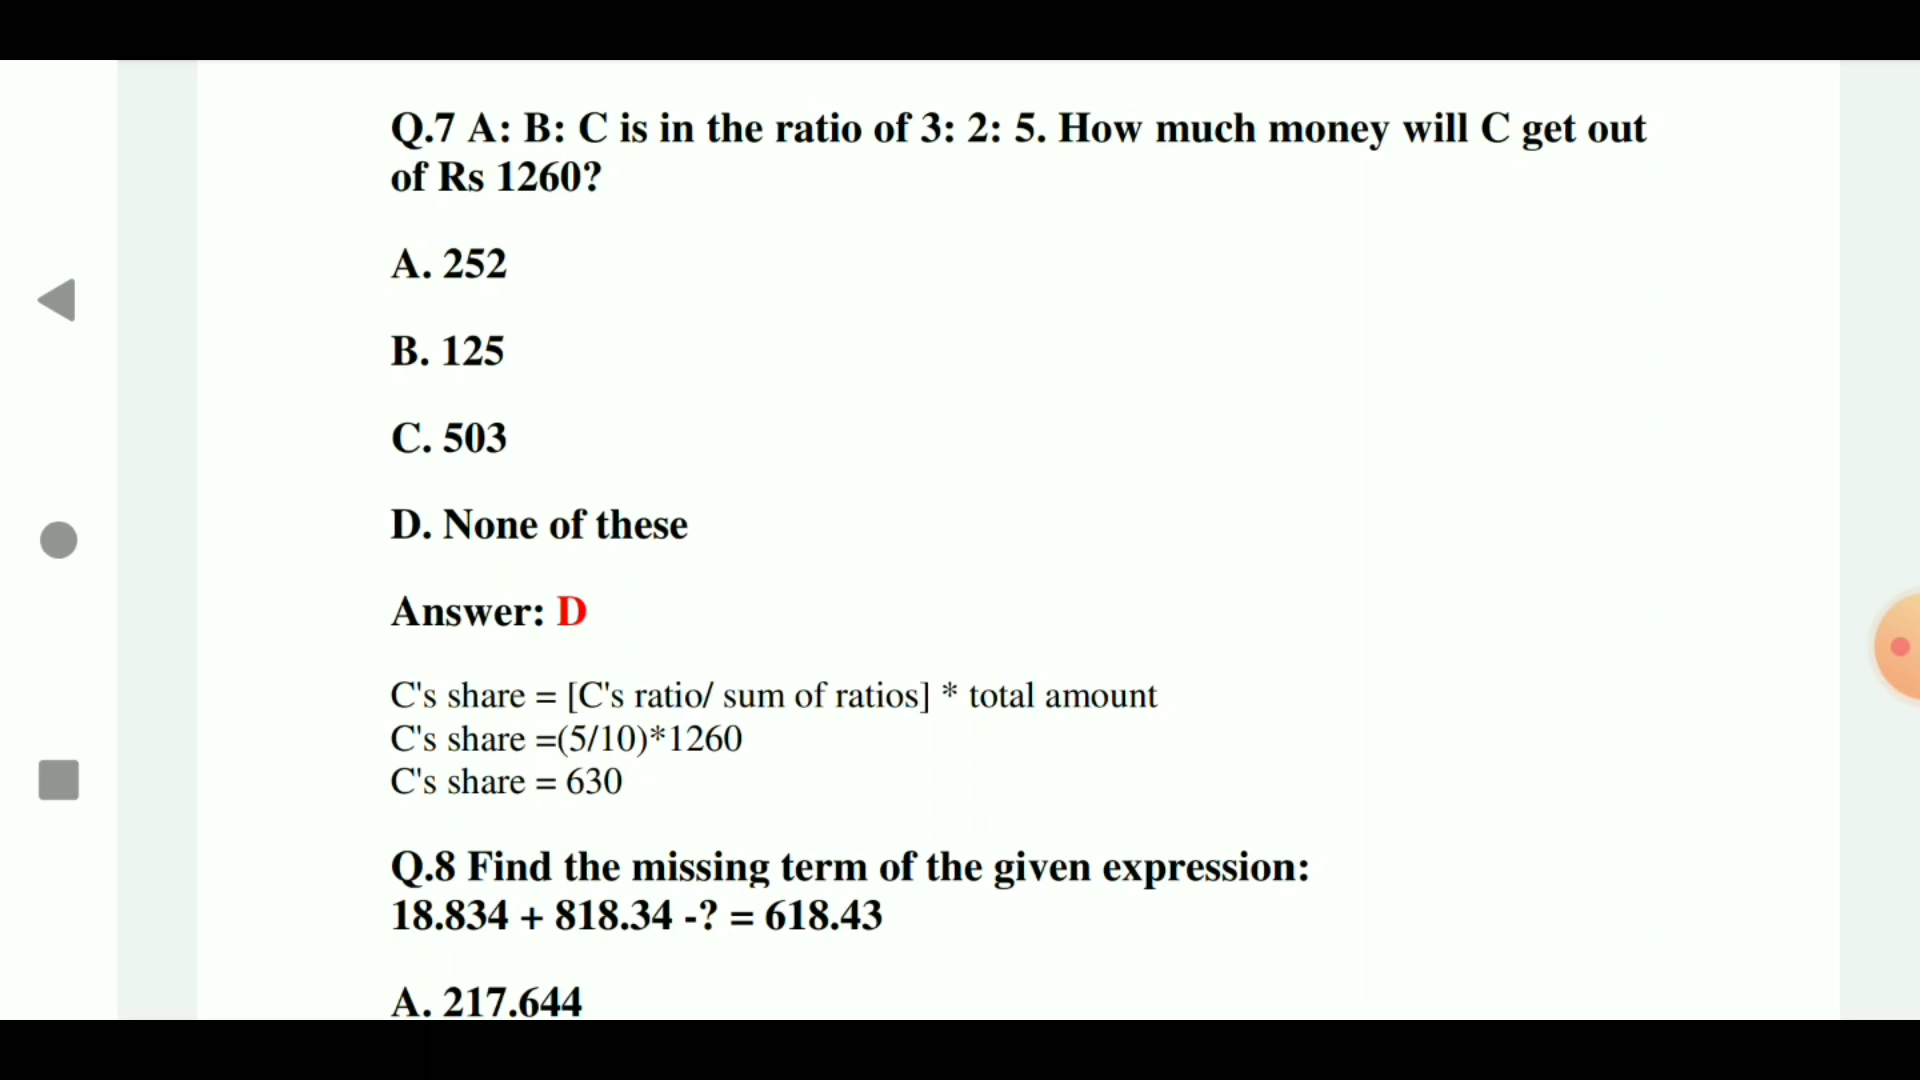 Q.7 A: B: C is in the ratio of 3: 2: 5. How much money will C get out
of Rs 1260?
A. 252
B. 125
C. 503
D. None of these
Answer: D
C's share = [C's ratio/ sum of ratios] * total amount
C's share =(5/10)*1260
C's share = 630
Q.8 Find the missing term of the given expression:
18.834 + 818.34 -? = 618.43
A. 217.644